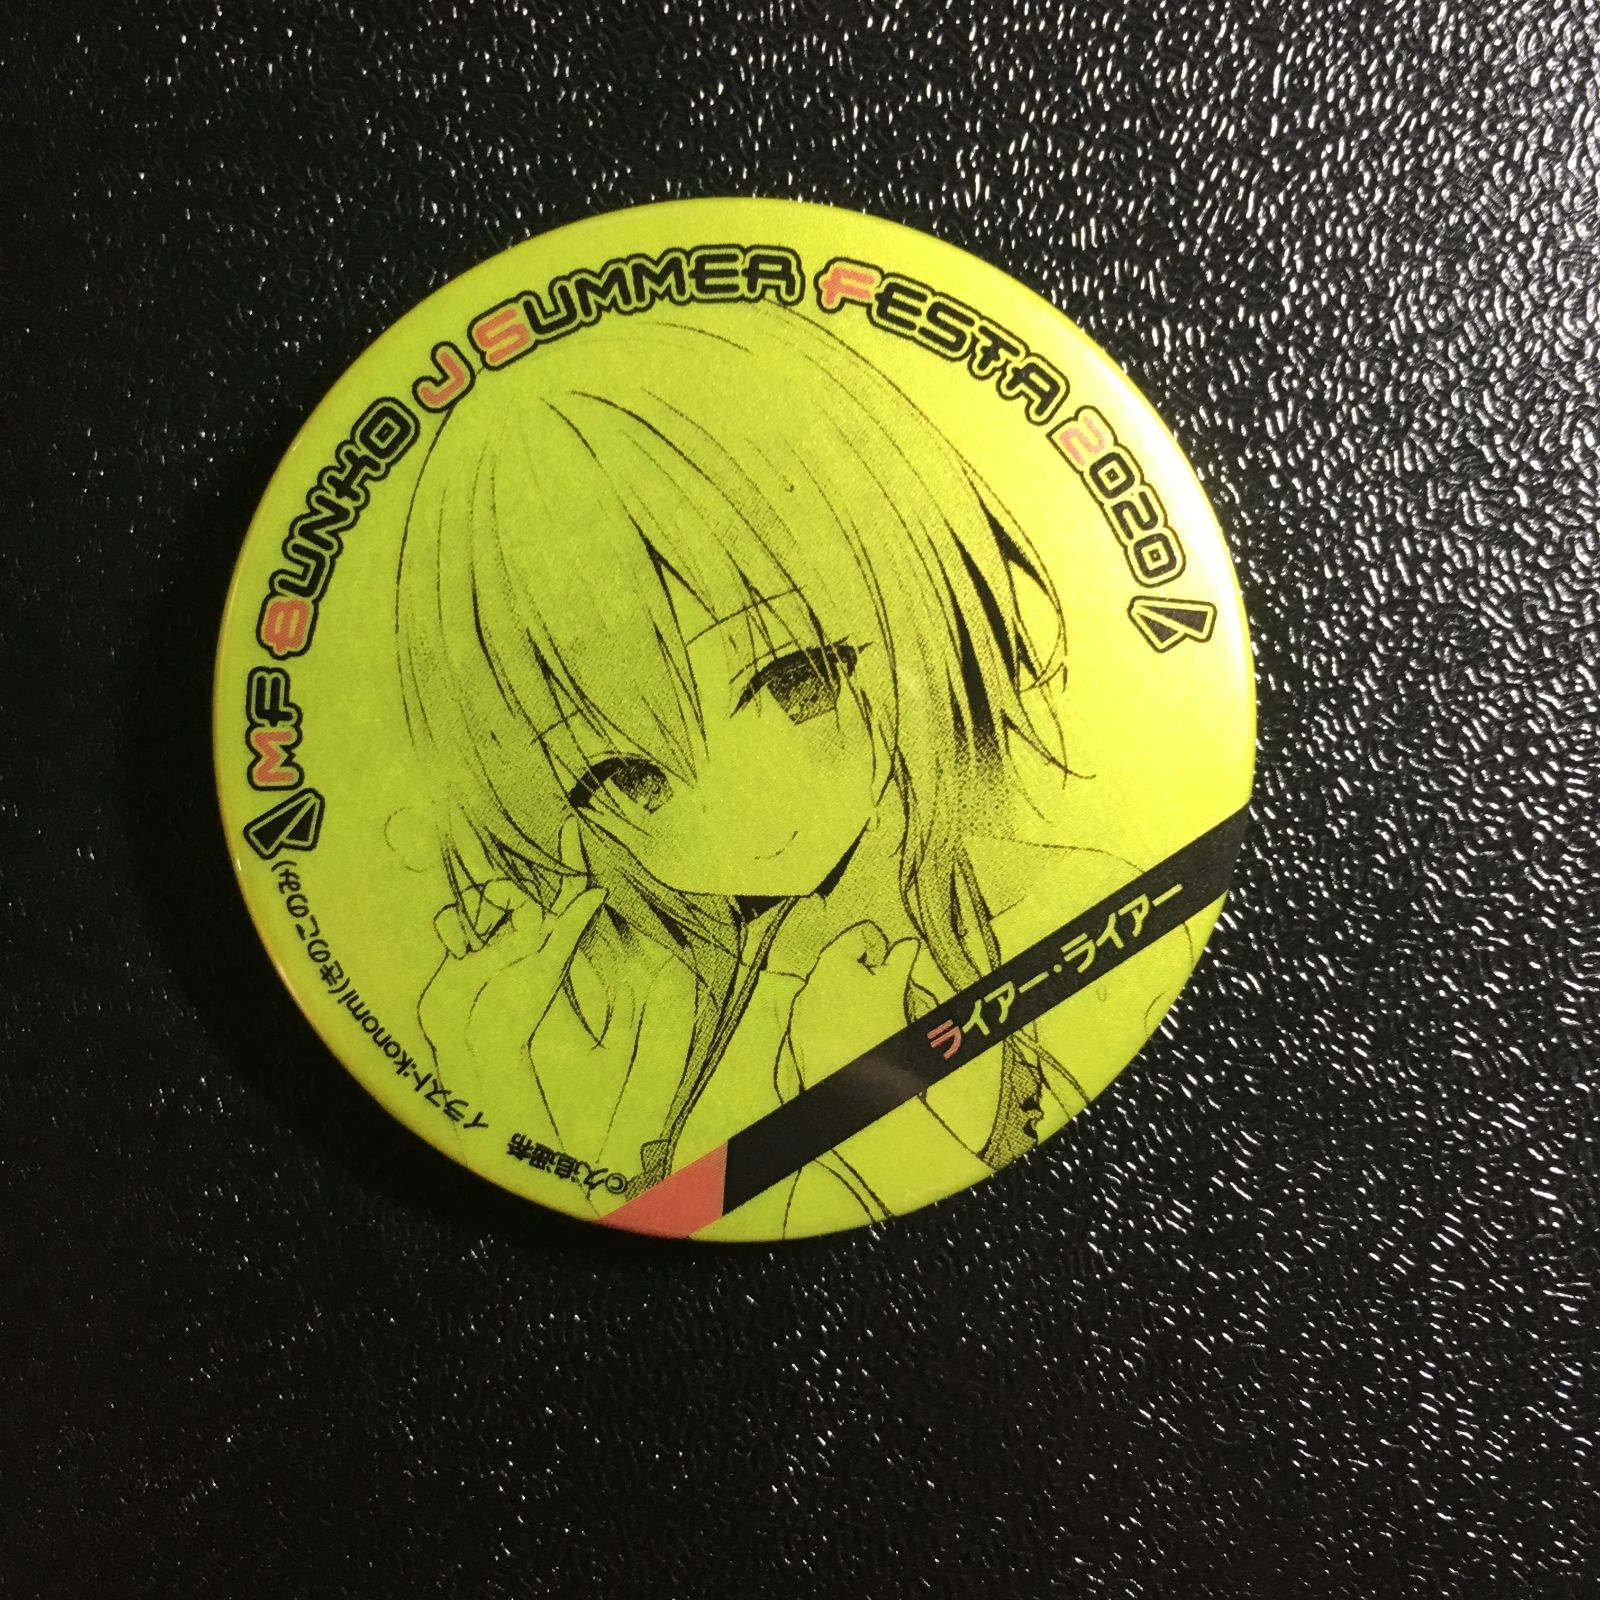 MF BUNKO J SUMMER FESTA 2020
ライアー・ライアー
©久追遥希　イラスト:konomi(きのこのみ)